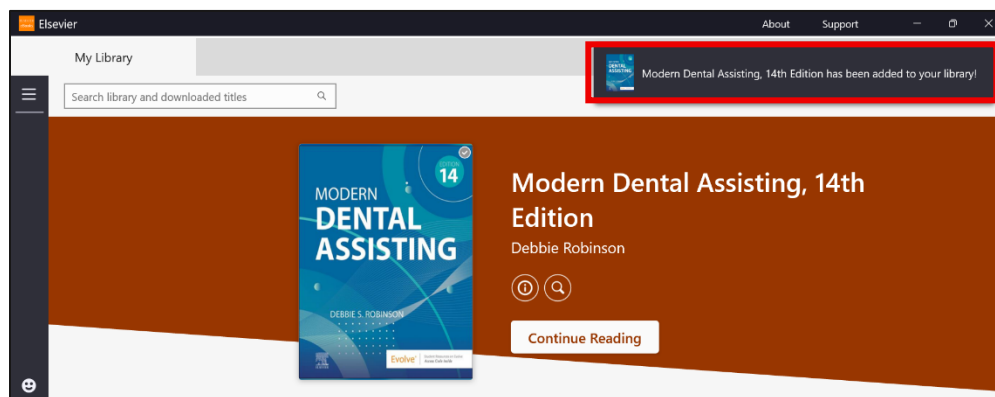 Elsevier
About
Support
My Library
Modern Dental Assisting, 14th Edition has been added to your library!
Search library and downloaded titles
EDITION
14
MODERN
DENTAL
ASSISTING
DEBBIE S. ROBINSON
Evolve
Modern Dental Assisting, 14th
Edition
Debbie Robinson
Continue Reading